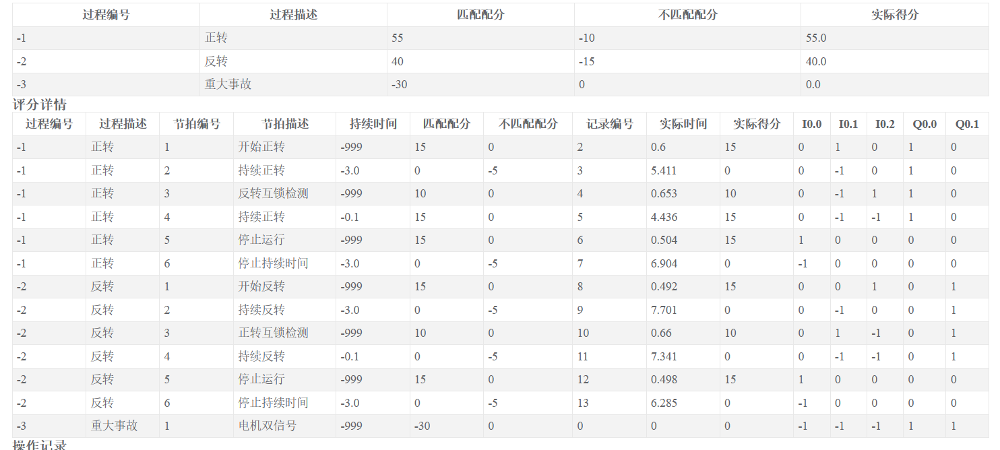 过程编号 过程描述 匹配配分 不匹配配分 实际得分
-1 正转 55 -10 55.0
-2 反转 40 -15 40.0
-3 重大事故 -30 0 0.0
评分详情
过程编号 过程描述 节拍编号 节拍描述 持续时间 匹配配分 不匹配配分 记录编号 实际时间 实际得分 I0.0 I0.1 I0.2 Q0.0 Q0.1
-1 正转 1 开始正转 -999 15 0 2 0.6 15 0 1 0 1 0
-1 正转 2 持续正转 -3.0 0 -5 3 5.411 0 0 -1 0 1 0
-1 正转 3 反转互锁检测 -999 10 0 4 0.653 10 0 -1 1 1 0
-1 正转 4 持续正转 -0.1 15 0 5 4.436 15 0 -1 -1 1 0
-1 正转 5 停止运行 -999 15 0 6 0.504 15 1 0 0 0 0
-1 正转 6 停止持续时间 -3.0 0 -5 7 6.904 0 -1 0 0 0 0
-2 反转 1 开始反转 -999 15 0 8 0.492 15 0 0 1 0 1
-2 反转 2 持续反转 -3.0 0 -5 9 7.701 0 0 -1 0 0 1
-2 反转 3 正转互锁检测 -999 10 0 10 0.66 10 0 1 -1 0 1
-2 反转 4 持续反转 -0.1 0 -5 11 7.341 0 0 -1 -1 0 1
-2 反转 5 停止运行 -999 15 0 12 0.498 15 1 0 0 0 0
-2 反转 6 停止持续时间 -3.0 0 -5 13 6.285 0 -1 0 0 0 0
-3 重大事故 1 电机双信号 -999 -30 0 0 0 0 -1 -1 -1 1 1
操作记录